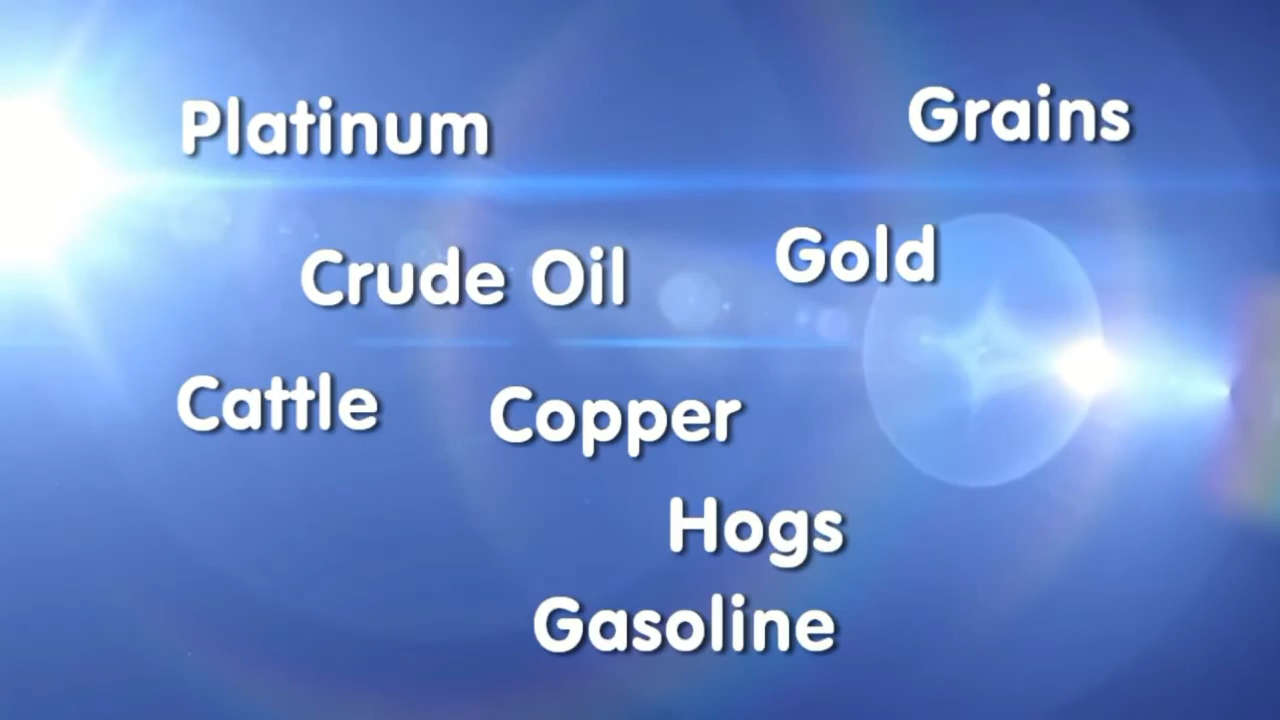 Platinum
Grains
Crude Oil
Gold
Cattle
Copper
Hogs
Gasoline